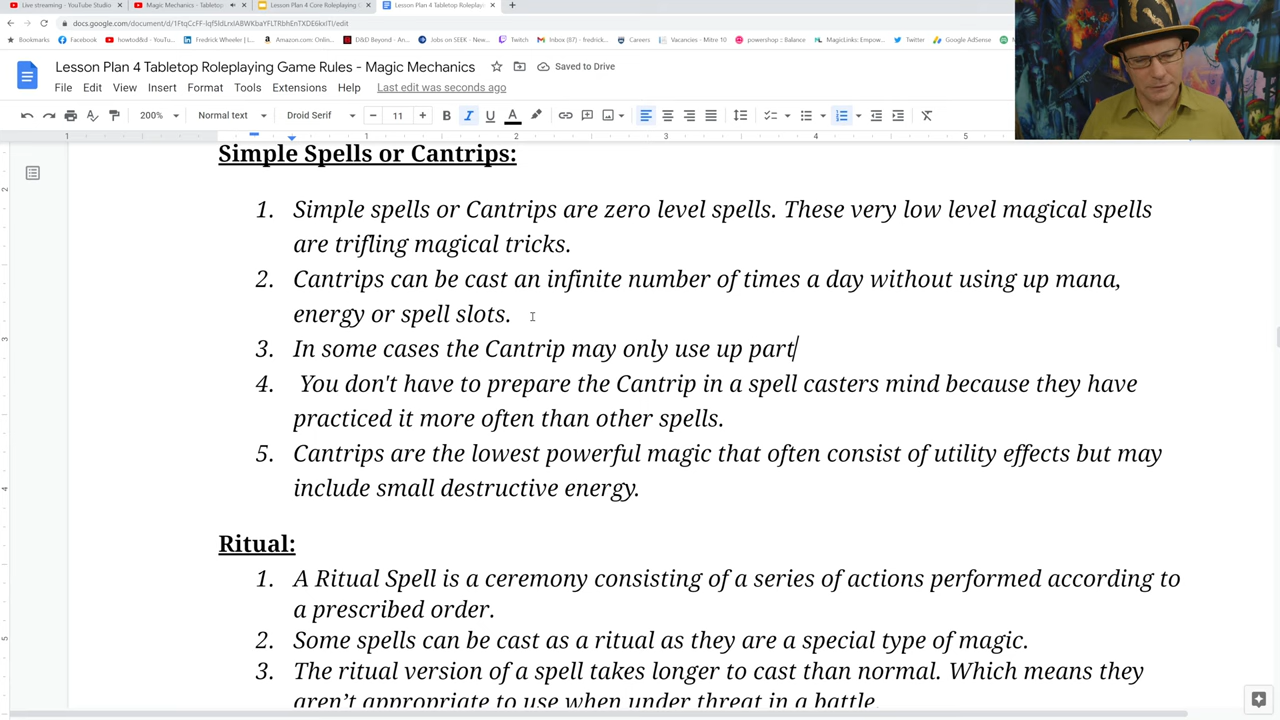 Live streaming - YouTube Studio
Magic Mechanics - Tabletop
Lesson Plan 4 Core Roleplaying
Lesson Plan 4 Tabletop Roleplay
Bookmarks Facebook howtod&d - YouTu... Fredrick Wheeler | L... Amazon.com: Onlin... D&D Beyond - An... Jobs on SEEK - New... Twitch Inbox (87) - fredrick... Careers Vacancies - Mitre 10 powershop :: Balance MagicLinks: Empow... Twitter Google AdSense
Lesson Plan 4 Tabletop Roleplaying Game Rules - Magic Mechanics Saved to Drive
File Edit View Insert Format Tools Extensions Help Last edit was seconds ago
200% Normal text Droid Serif 11
Simple Spells or Cantrips:
1. Simple spells or Cantrips are zero level spells. These very low level magical spells
are trifling magical tricks.
2. Cantrips can be cast an infinite number of times a day without using up mana,
energy or spell slots.
3. In some cases the Cantrip may only use up part
4. You don't have to prepare the Cantrip in a spell casters mind because they have
practiced it more often than other spells.
5. Cantrips are the lowest powerful magic that often consist of utility effects but may
include small destructive energy.
Ritual:
1. A Ritual Spell is a ceremony consisting of a series of actions performed according to
a prescribed order.
2. Some spells can be cast as a ritual as they are a special type of magic.
3. The ritual version of a spell takes longer to cast than normal. Which means they
aren't appropriate to use when under threat in a battle.